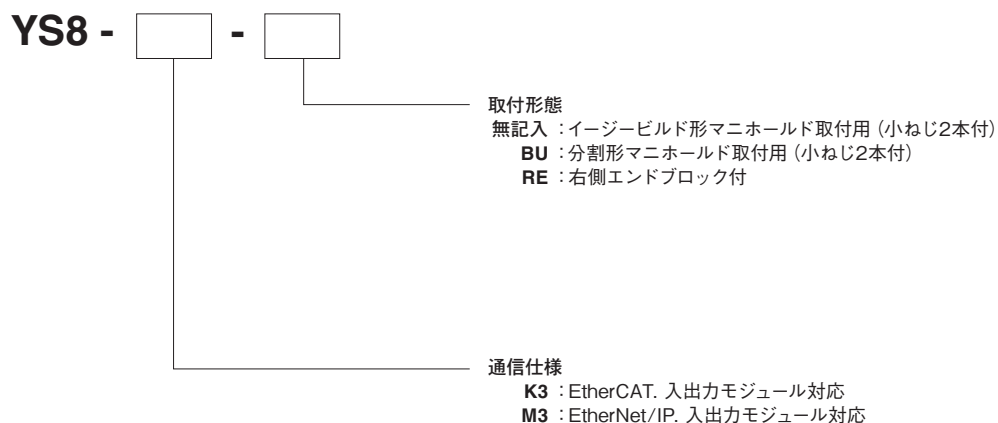 YS8 - -
取付形態
無記入：イージービルド形マニホールド取付用（小ねじ2本付）
BU：分割形マニホールド取付用（小ねじ2本付）
RE：右側エンドブロック付
通信仕様
K3：EtherCAT. 入出力モジュール対応
M3：EtherNet/IP. 入出力モジュール対応